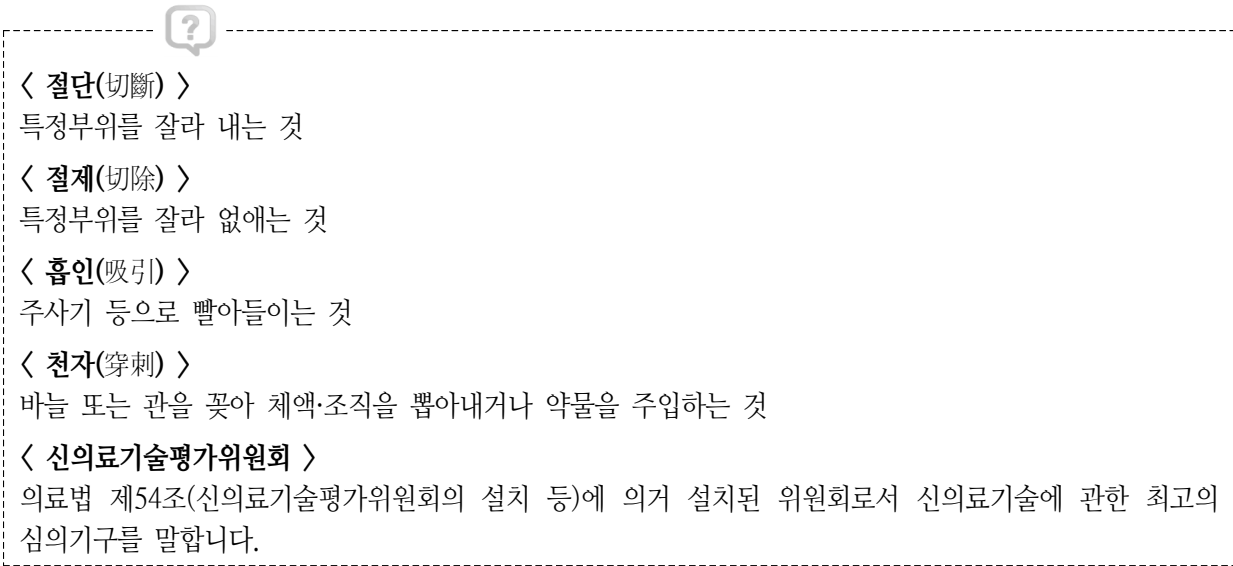 ?
〈 절단(切斷) 〉
특정부위를 잘라 내는 것
〈 절제(切除) 〉
특정부위를 잘라 없애는 것
〈 흡인(吸引) 〉
주사기 등으로 빨아들이는 것
〈 천자(穿刺) 〉
바늘 또는 관을 꽂아 체액·조직을 뽑아내거나 약물을 주입하는 것
〈 신의료기술평가위원회 〉
의료법 제54조(신의료기술평가위원회의 설치 등)에 의거 설치된 위원회로서 신의료기술에 관한 최고의
심의기구를 말합니다.